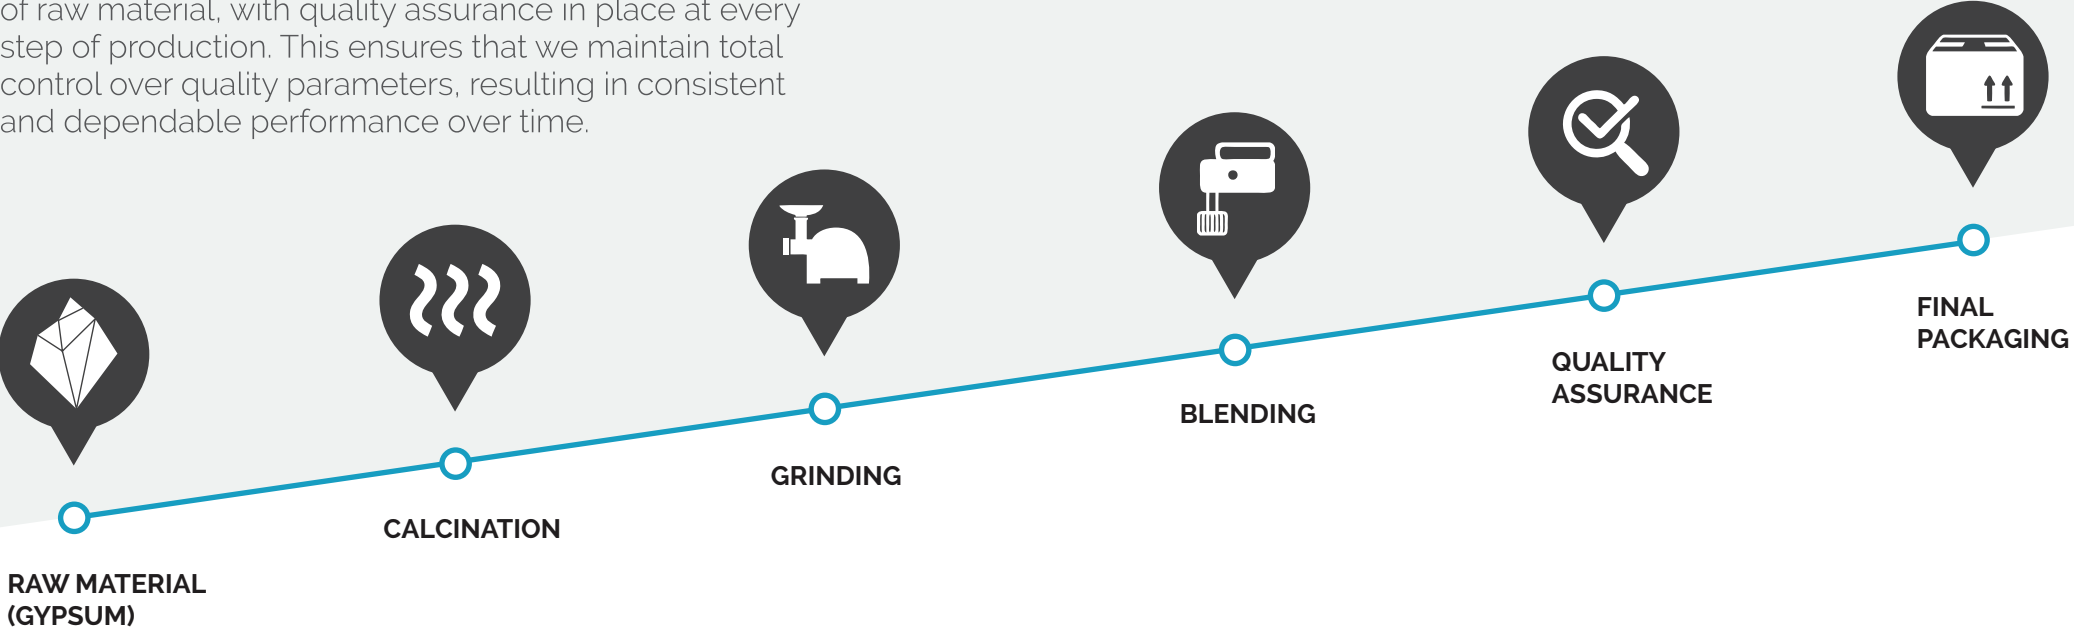 of raw material, with quality assurance in place at every
step of production. This ensures that we maintain total
control over quality parameters, resulting in consistent
and dependable performance over time.
RAW MATERIAL
(GYPSUM)
CALCINATION
GRINDING
BLENDING
QUALITY
ASSURANCE
FINAL
PACKAGING